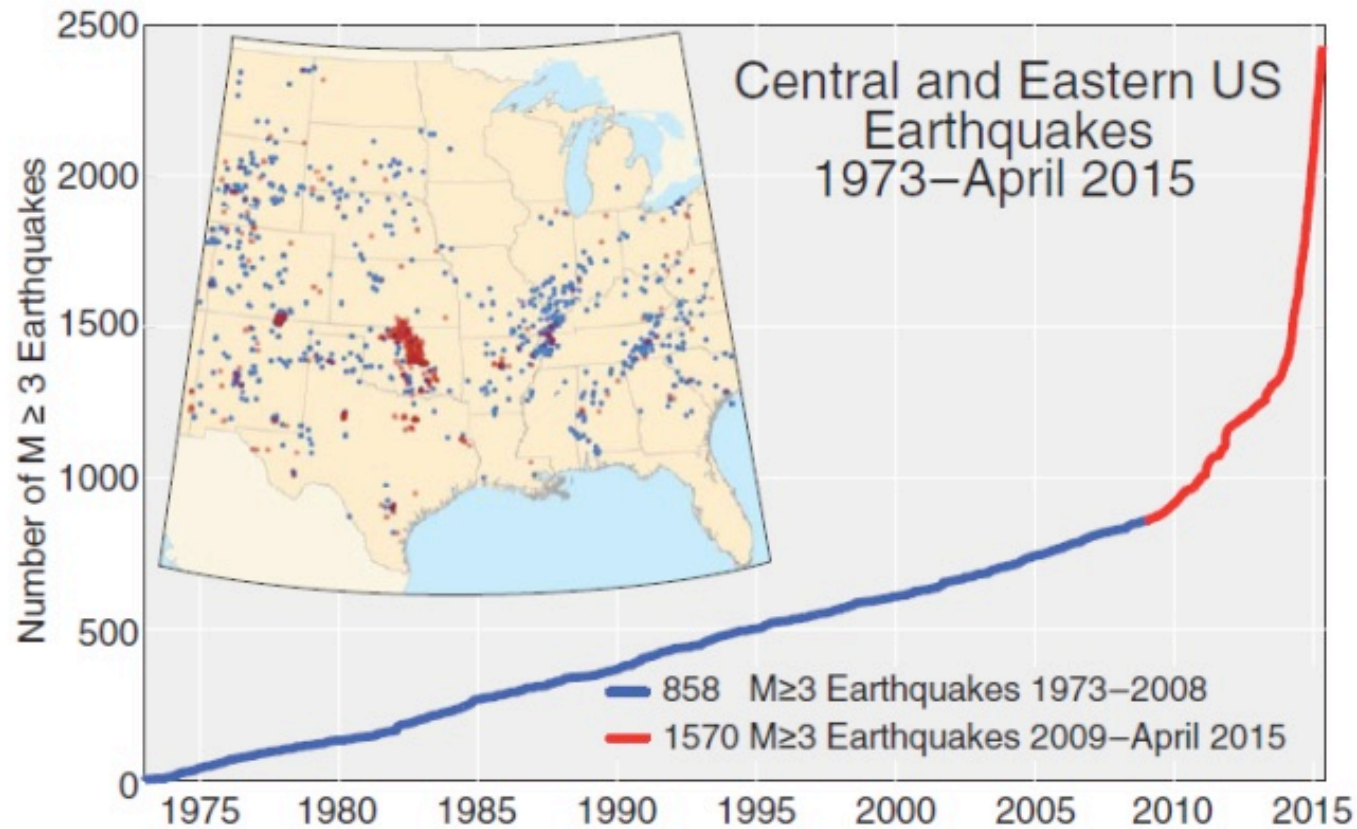 Central and Eastern US
Earthquakes
1973–April 2015
Number of M ≥ 3 Earthquakes
2500
2000
1500
1000
500
0
858 M≥3 Earthquakes 1973–2008
1570 M≥3 Earthquakes 2009–April 2015
1975 1980 1985 1990 1995 2000 2005 2010 2015